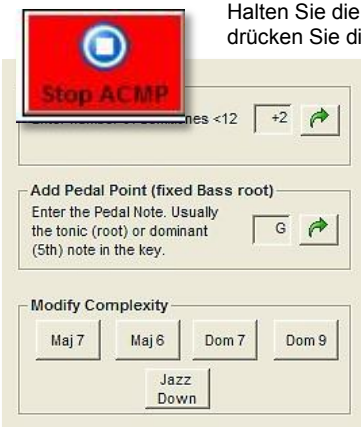 Halten Sie die
drücken Sie di
Stop ACMP
<12 +2
Add Pedal Point (fixed Bass root)
Enter the Pedal Note. Usually
the tonic (root) or dominant G
(5th) note in the key.
Modify Complexity
Maj 7 Maj 6 Dom 7 Dom 9
Jazz
Down